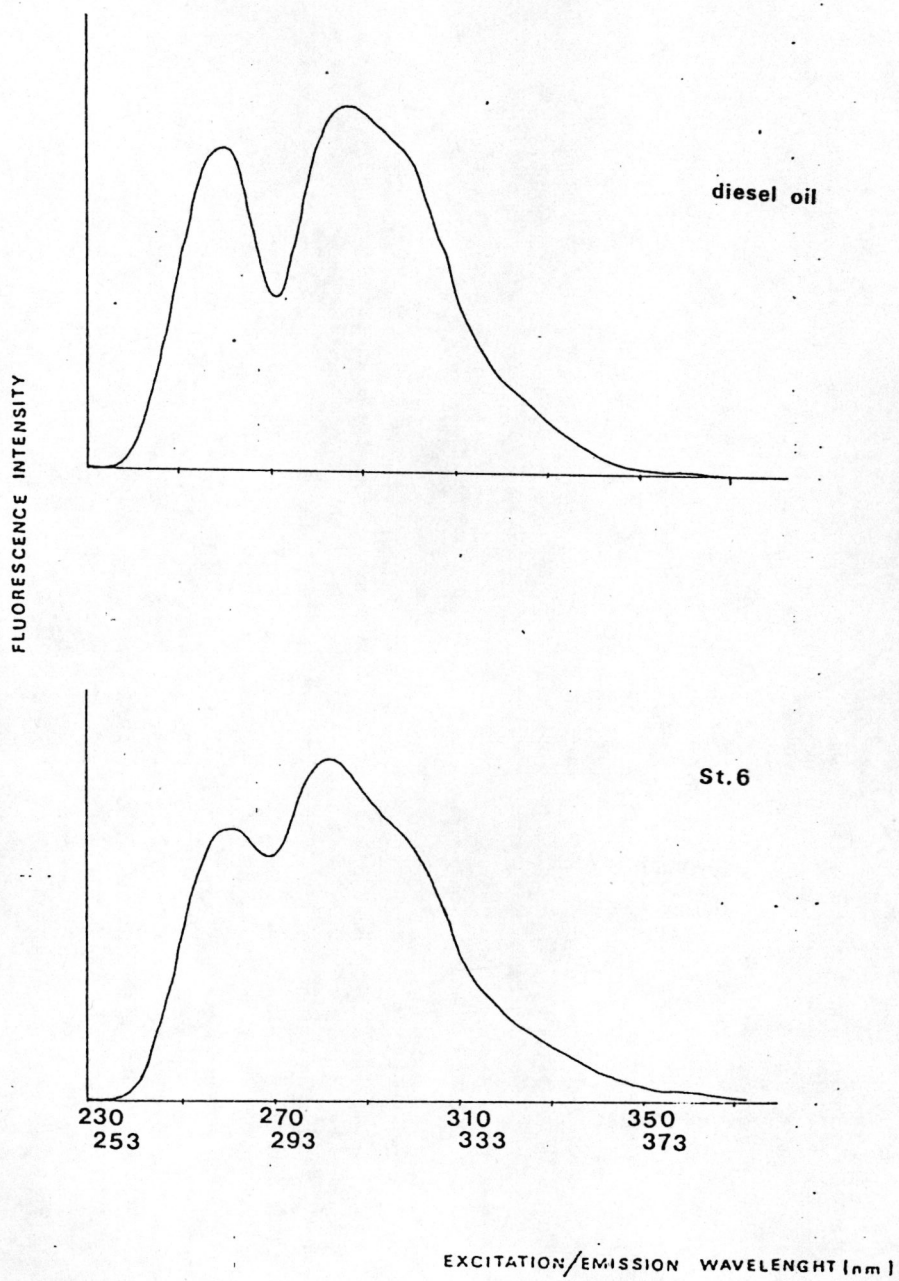 diesel oil
FLUORESCENCE INTENSITY
St.6
230 270 310 350
253 293 333 373
EXCITATION/EMISSION WAVELENGHT (nm)